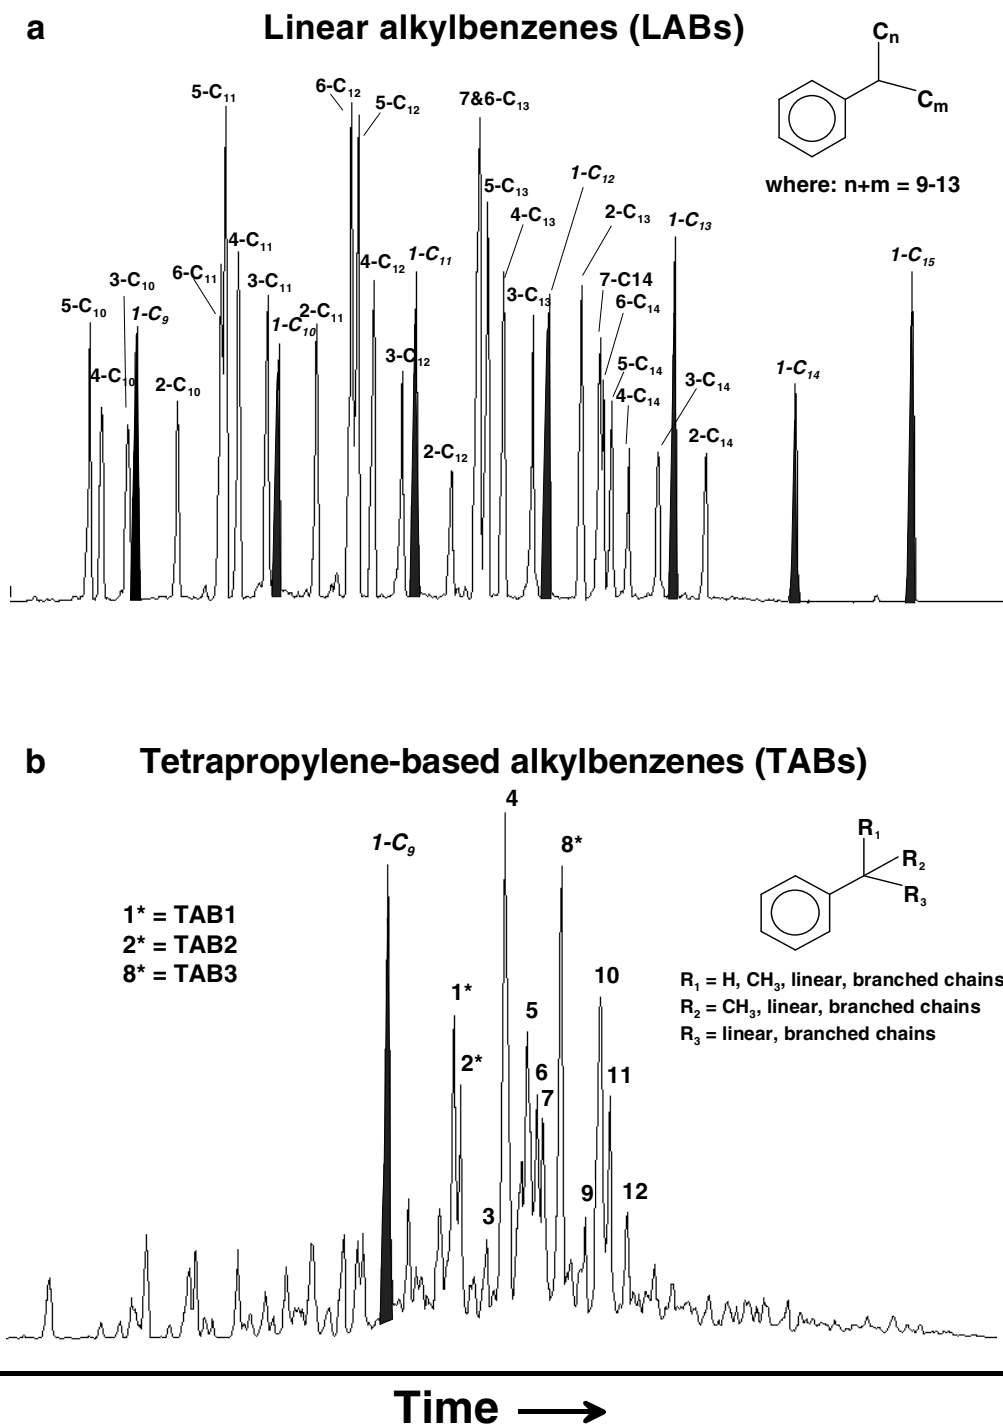 a
Linear alkylbenzenes (LABs)
Cn
Cm
where: n+m = 9-13
5-C10
4-C10
3-C10
1-C9
2-C10
6-C11
5-C11
4-C11
3-C11
1-C10
2-C11
6-C12
5-C12
4-C12
3-C12
1-C11
2-C12
7&6-C13
5-C13
4-C13
3-C13
1-C12
2-C13
7-C14
6-C14
5-C14
4-C14
3-C14
1-C13
2-C14
1-C14
1-C15
b
Tetrapropylene-based alkylbenzenes (TABs)
1* = TAB1
2* = TAB2
8* = TAB3
1-C9
1*
2*
3
4
5
6
7
8*
9
10
11
12
R1
R2
R3
R1 = H, CH3, linear, branched chains
R2 = CH3, linear, branched chains
R3 = linear, branched chains
Time